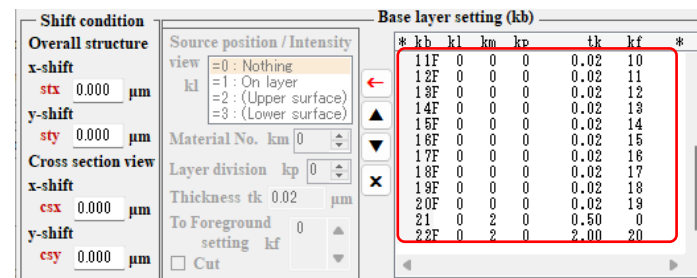 Shift condition
Overall structure
x-shift
stx 0.000 μm
y-shift
sty 0.000 μm
Cross section view
x-shift
csx 0.000 μm
y-shift
csy 0.000 μm
Source position / Intensity
view kl
=0 : Nothing
=1 : On layer
=2 : (Upper surface)
=3 : (Lower surface)
Material No. km 0
Layer division kp 0
Thickness tk 0.02 μm
To Foreground setting kf 0
Cut
Base layer setting (kb)
* kb kl km kp tk kf *
11F 0 0 0 0.02 10
12F 0 0 0 0.02 11
13F 0 0 0 0.02 12
14F 0 0 0 0.02 13
15F 0 0 0 0.02 14
16F 0 0 0 0.02 15
17F 0 0 0 0.02 16
18F 0 0 0 0.02 17
19F 0 0 0 0.02 18
20F 0 0 0 0.02 19
21 0 2 0 0.50 0
22F 0 2 0 2.00 20